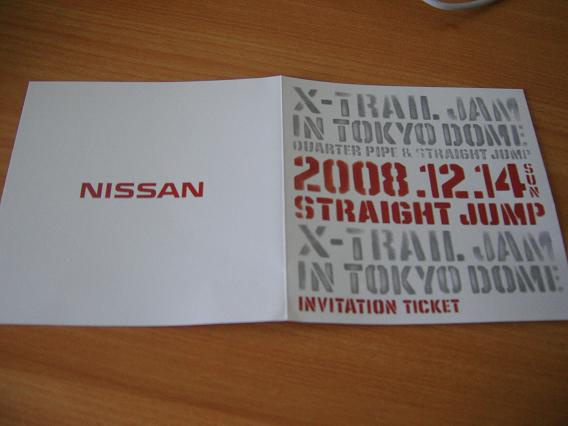 NISSAN
X-TRAIL JAM
IN TOKYO DOME
QUARTER PIPE & STRAIGHT JUMP
2008.12.14 SUN
STRAIGHT JUMP
X-TRAIL JAM
IN TOKYO DOME
INVITATION TICKET